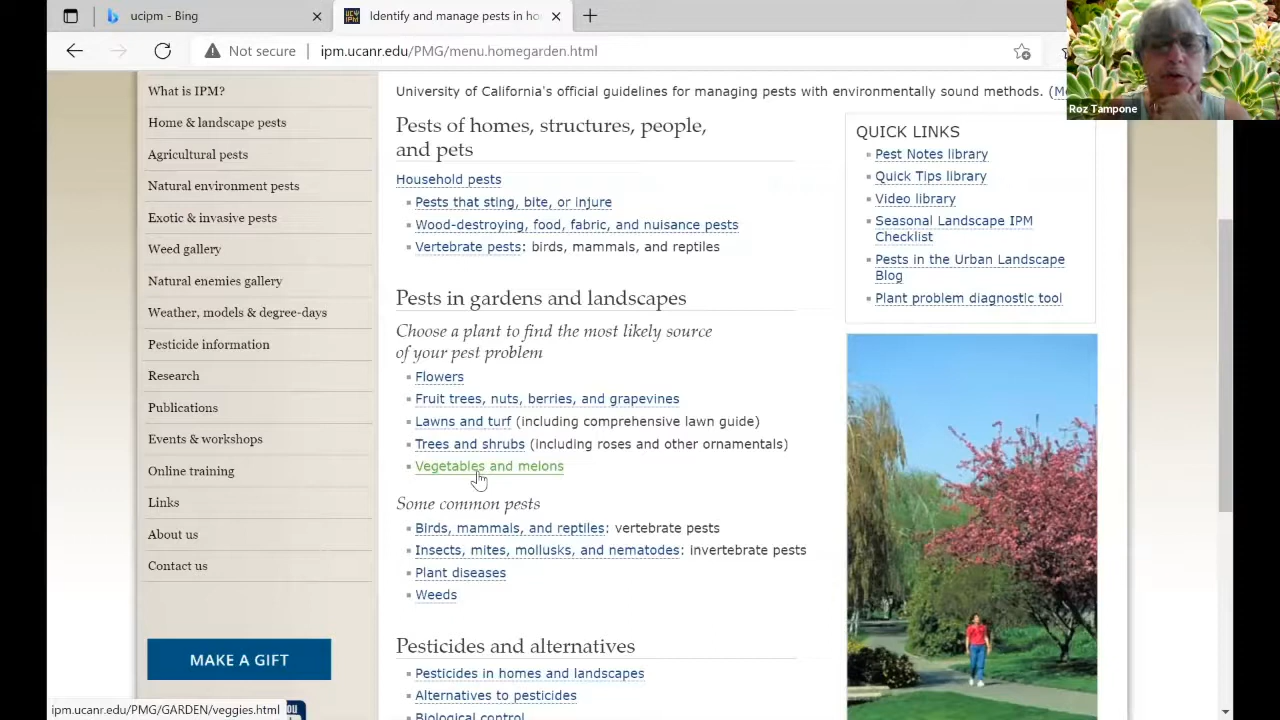 ucipm - Bing
Identify and manage pests in ho
Not secure
ipm.ucanr.edu/PMG/menu.homegarden.html
Roz Tampone
What is IPM?
Home & landscape pests
Agricultural pests
Natural environment pests
Exotic & invasive pests
Weed gallery
Natural enemies gallery
Weather, models & degree-days
Pesticide information
Research
Publications
Events & workshops
Online training
Links
About us
Contact us
MAKE A GIFT
University of California's official guidelines for managing pests with environmentally sound methods. (M
Pests of homes, structures, people,
and pets
Household pests
Pests that sting, bite, or injure
Wood-destroying, food, fabric, and nuisance pests
Vertebrate pests: birds, mammals, and reptiles
Pests in gardens and landscapes
Choose a plant to find the most likely source
of your pest problem
Flowers
Fruit trees, nuts, berries, and grapevines
Lawns and turf (including comprehensive lawn guide)
Trees and shrubs (including roses and other ornamentals)
Vegetables and melons
Some common pests
Birds, mammals, and reptiles: vertebrate pests
Insects, mites, mollusks, and nematodes: invertebrate pests
Plant diseases
Weeds
Pesticides and alternatives
Pesticides in homes and landscapes
Alternatives to pesticides
Biological control
QUICK LINKS
Pest Notes library
Quick Tips library
Video library
Seasonal Landscape IPM
Checklist
Pests in the Urban Landscape
Blog
Plant problem diagnostic tool
ipm.ucanr.edu/PMG/GARDEN/veggies.html